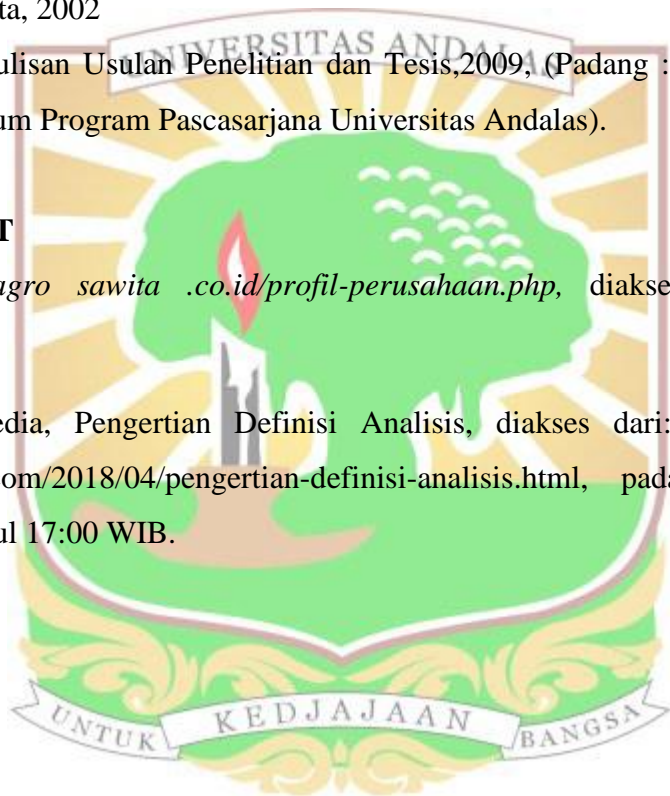 ta, 2002
UNIVERSITAS ANDALAS
ulisan Usulan Penelitian dan Tesis,2009, (Padang :
um Program Pascasarjana Universitas Andalas).
T
agro sawita .co.id/profil-perusahaan.php, diakse
edia, Pengertian Definisi Analisis, diakses dari:
om/2018/04/pengertian-definisi-analisis.html, pada
ul 17:00 WIB.
UNTUK KEDJAJAAN BANGSA